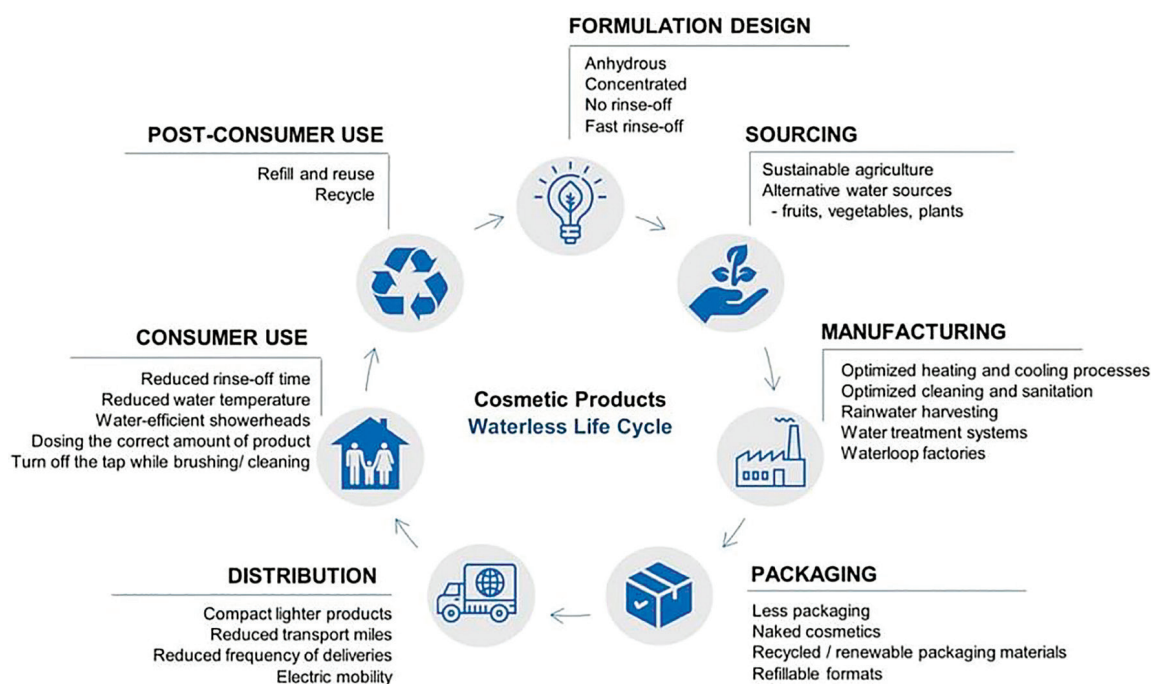 FORMULATION DESIGN
Anhydrous
Concentrated
No rinse-off
Fast rinse-off
SOURCING
Sustainable agriculture
Alternative water sources
- fruits, vegetables, plants
MANUFACTURING
Optimized heating and cooling processes
Optimized cleaning and sanitation
Rainwater harvesting
Water treatment systems
Waterloop factories
PACKAGING
Less packaging
Naked cosmetics
Recycled / renewable packaging materials
Refillable formats
DISTRIBUTION
Compact lighter products
Reduced transport miles
Reduced frequency of deliveries
Electric mobility
CONSUMER USE
Reduced rinse-off time
Reduced water temperature
Water-efficient showerheads
Dosing the correct amount of product
Turn off the tap while brushing/ cleaning
POST-CONSUMER USE
Refill and reuse
Recycle
Cosmetic Products
Waterless Life Cycle